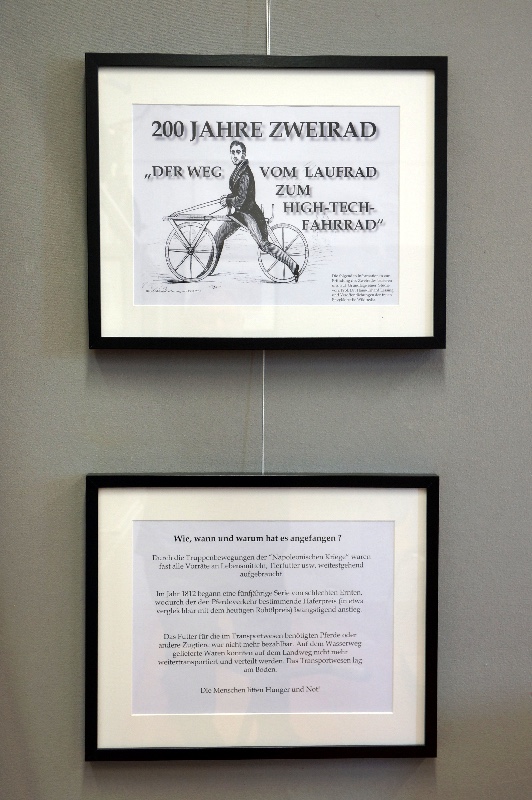 200 JAHRE ZWEIRAD
„DER WEG VOM LAUFRAD
ZUM
HIGH-TECH-
FAHRRAD“
Wie, wann und warum hat es angefangen ?
Durch die Truppenbewegungen der "Napoleonischen Kriege" waren
fast alle Vorräte an Lebensmitteln, Tierfutter usw. weitestgehend
aufgebraucht.
Im Jahr 1812 begann eine fünfjährige Serie von schlechten Ernten,
wodurch der den Pferdeverkehr bestimmende Haferpreis (in etwa
vergleichbar mit dem heutigen Rohölpreis) beängstigend anstieg.
Das Futter für die im Transportwesen benötigten Pferde oder
andere Zugtiere war nicht mehr bezahlbar. Auf dem Wasserweg
gelieferte Waren konnten auf dem Landweg nicht mehr
weitertransportiert und verteilt werden. Das Transportwesen lag
am Boden.
Die Menschen litten Hunger und Not!